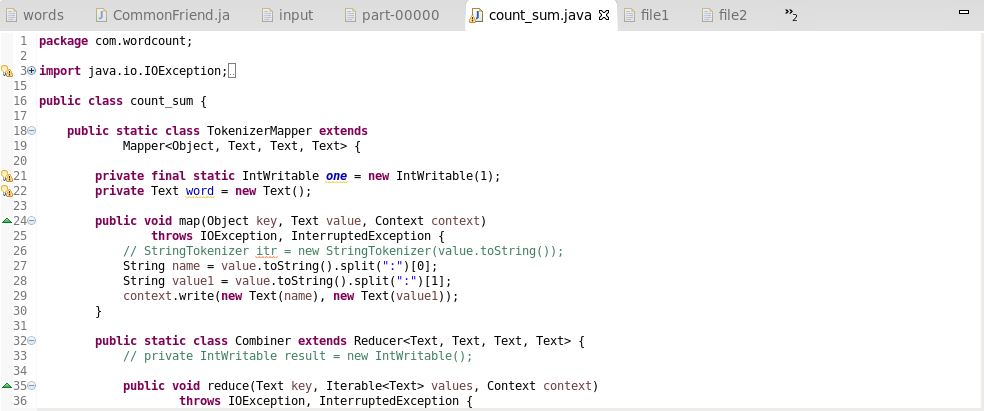 words CommonFriend.ja input part-00000 count_sum.java file1 file2 »2
1 package com.wordcount;
2
3 import java.io.IOException;
15
16 public class count_sum {
17
18 public static class TokenizerMapper extends
19 Mapper<Object, Text, Text, Text> {
20
21 private final static IntWritable one = new IntWritable(1);
22 private Text word = new Text();
23
24 public void map(Object key, Text value, Context context)
25 throws IOException, InterruptedException {
26 // StringTokenizer itr = new StringTokenizer(value.toString());
27 String name = value.toString().split(":")[0];
28 String value1 = value.toString().split(":")[1];
29 context.write(new Text(name), new Text(value1));
30 }
31
32 public static class Combiner extends Reducer<Text, Text, Text, Text> {
33 // private IntWritable result = new IntWritable();
34
35 public void reduce(Text key, Iterable<Text> values, Context context)
36 throws IOException, InterruptedException {